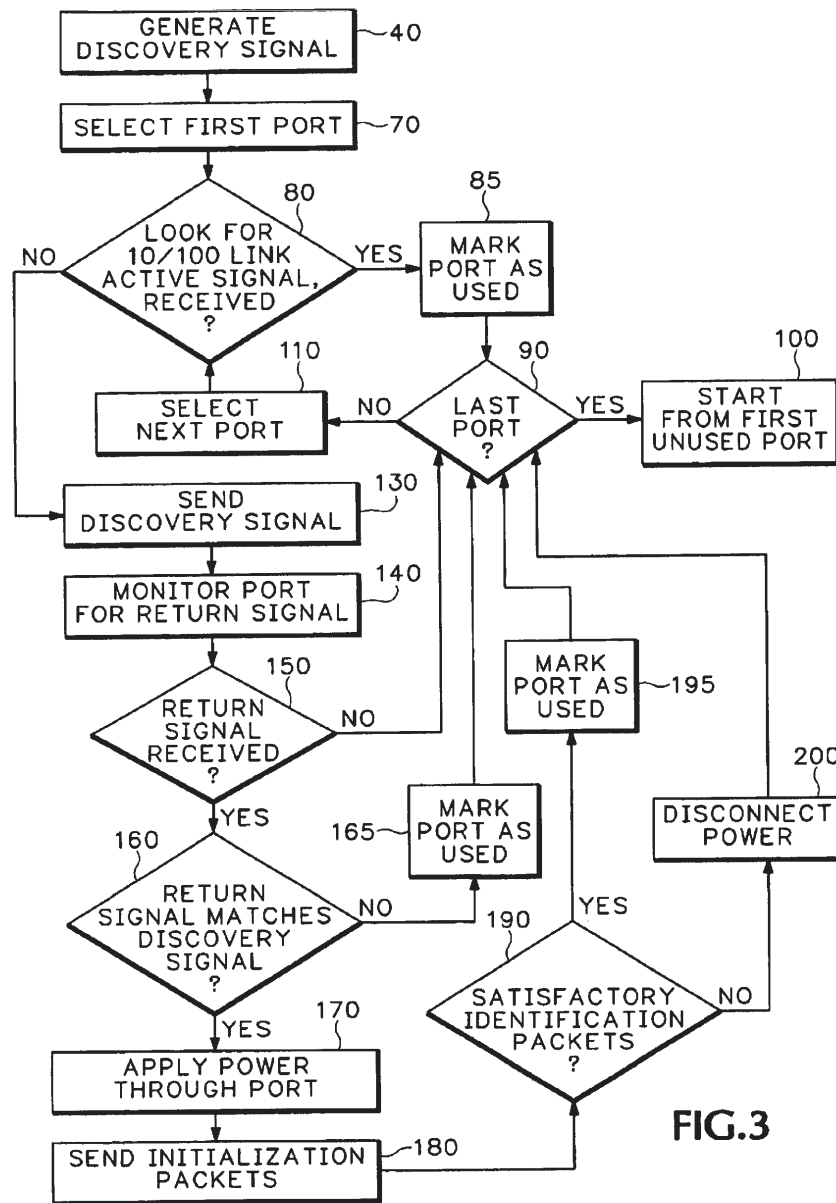 GENERATE
DISCOVERY SIGNAL
40
SELECT FIRST PORT
70
80
LOOK FOR
10/100 LINK
ACTIVE SIGNAL,
RECEIVED
?
NO
YES
85
MARK
PORT AS
USED
90
LAST
PORT
?
NO
YES
100
START
FROM FIRST
UNUSED PORT
110
SELECT
NEXT PORT
SEND
DISCOVERY SIGNAL
130
MONITOR PORT
FOR RETURN SIGNAL
140
150
RETURN
SIGNAL
RECEIVED
?
NO
YES
160
RETURN
SIGNAL MATCHES
DISCOVERY
SIGNAL
?
NO
YES
165
MARK
PORT AS
USED
170
APPLY POWER
THROUGH PORT
SEND INITIALIZATION
PACKETS
180
190
SATISFACTORY
IDENTIFICATION
PACKETS
?
YES
NO
MARK
PORT AS
USED
195
200
DISCONNECT
POWER
FIG.3